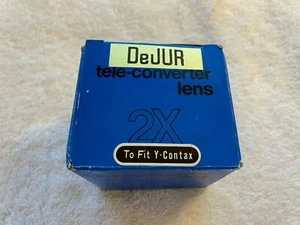 DeJUR
tele-converter
lens
2X
To Fit Y-Contax